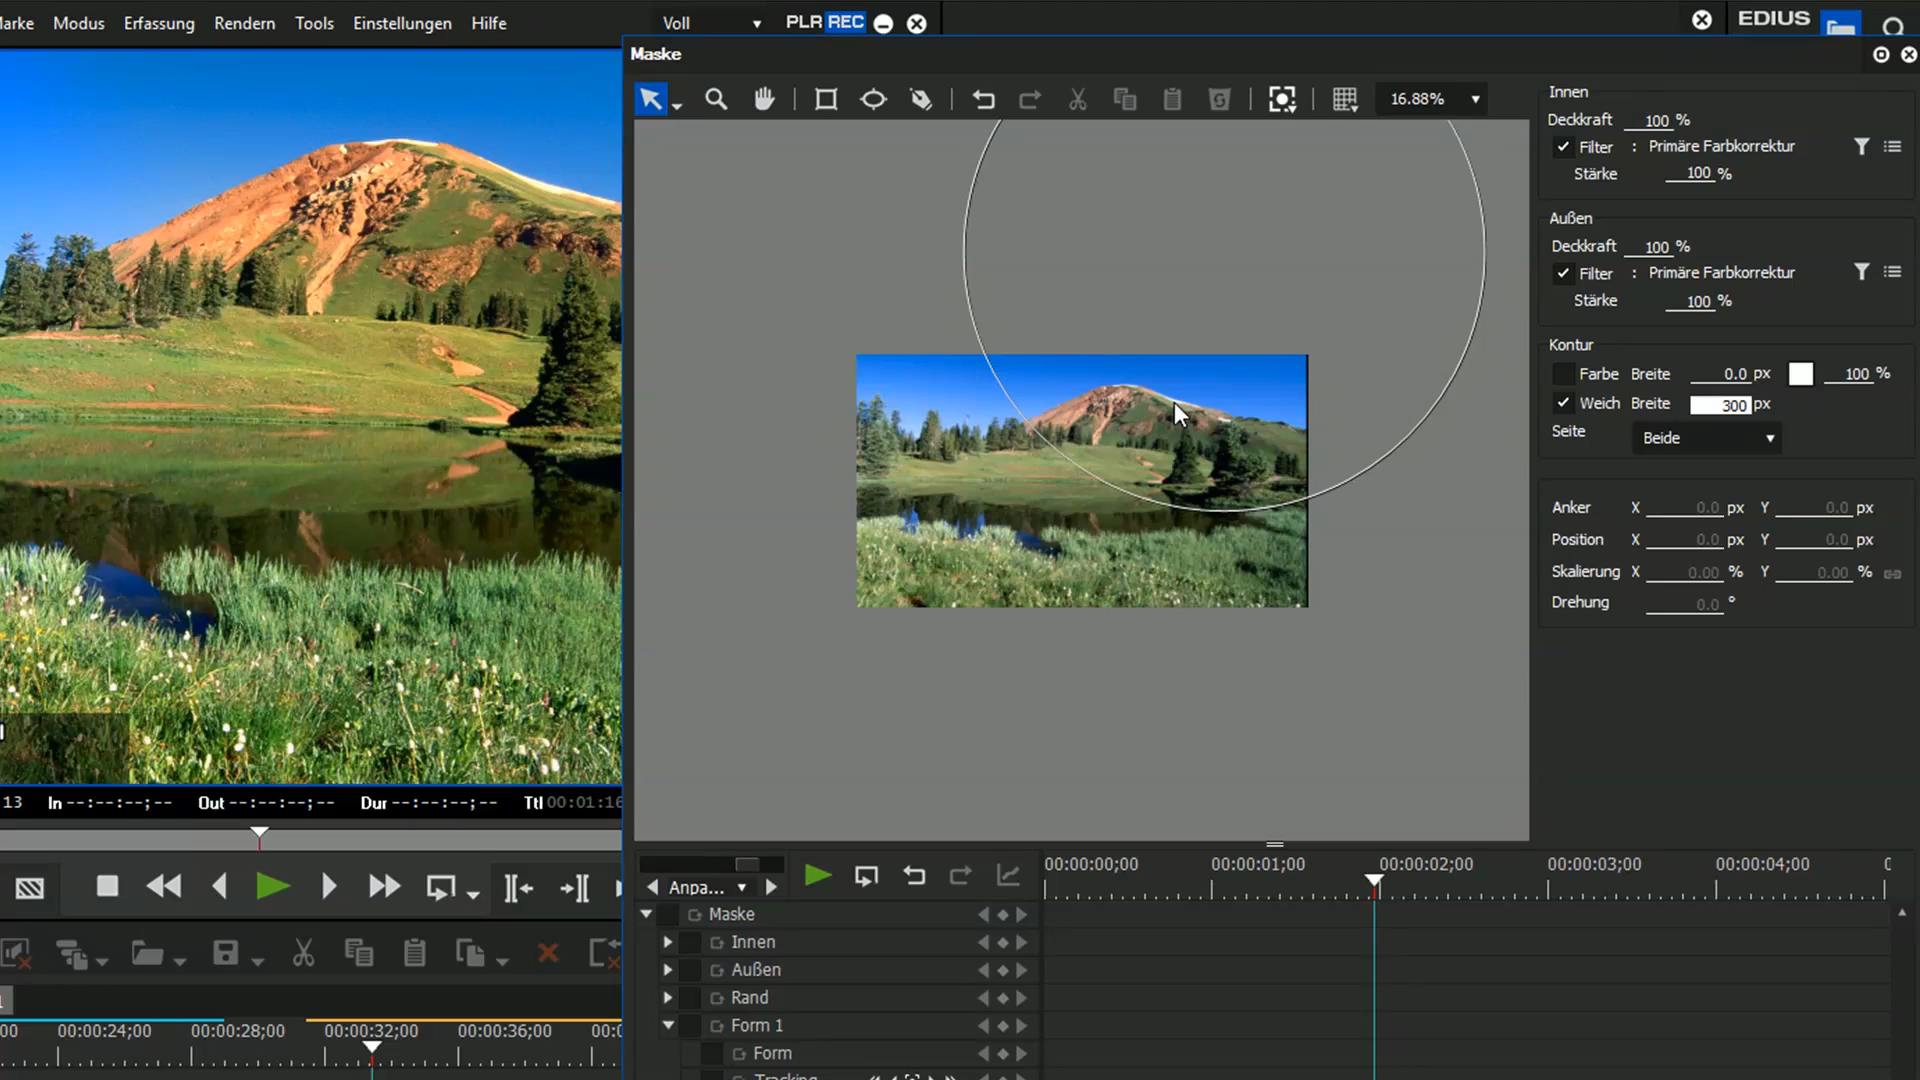 arke Modus Erfassung Rendern Tools Einstellungen Hilfe Voll PLR REC EDIUS
Maske
16.88%
Innen
Deckkraft 100 %
Filter : Primäre Farbkorrektur
Stärke 100 %
Außen
Deckkraft 100 %
Filter : Primäre Farbkorrektur
Stärke 100 %
Kontur
Farbe Breite 0.0 px 100 %
Weich Breite 300 px
Seite Beide
Anker X 0.0 px Y 0.0 px
Position X 0.0 px Y 0.0 px
Skalierung X 0.00 % Y 0.00 %
Drehung 0.0 °
13 In --:--:--;-- Out --:--:--;-- Dur --:--:--;-- Ttl 00:01:16
00:00:00;00 00:00:01;00 00:00:02;00 00:00:03;00 00:00:04;00
Anpa...
Maske
Innen
Außen
Rand
Form 1
Form
Tracking
00 00:00:24;00 00:00:28;00 00:00:32;00 00:00:36;00 00:0